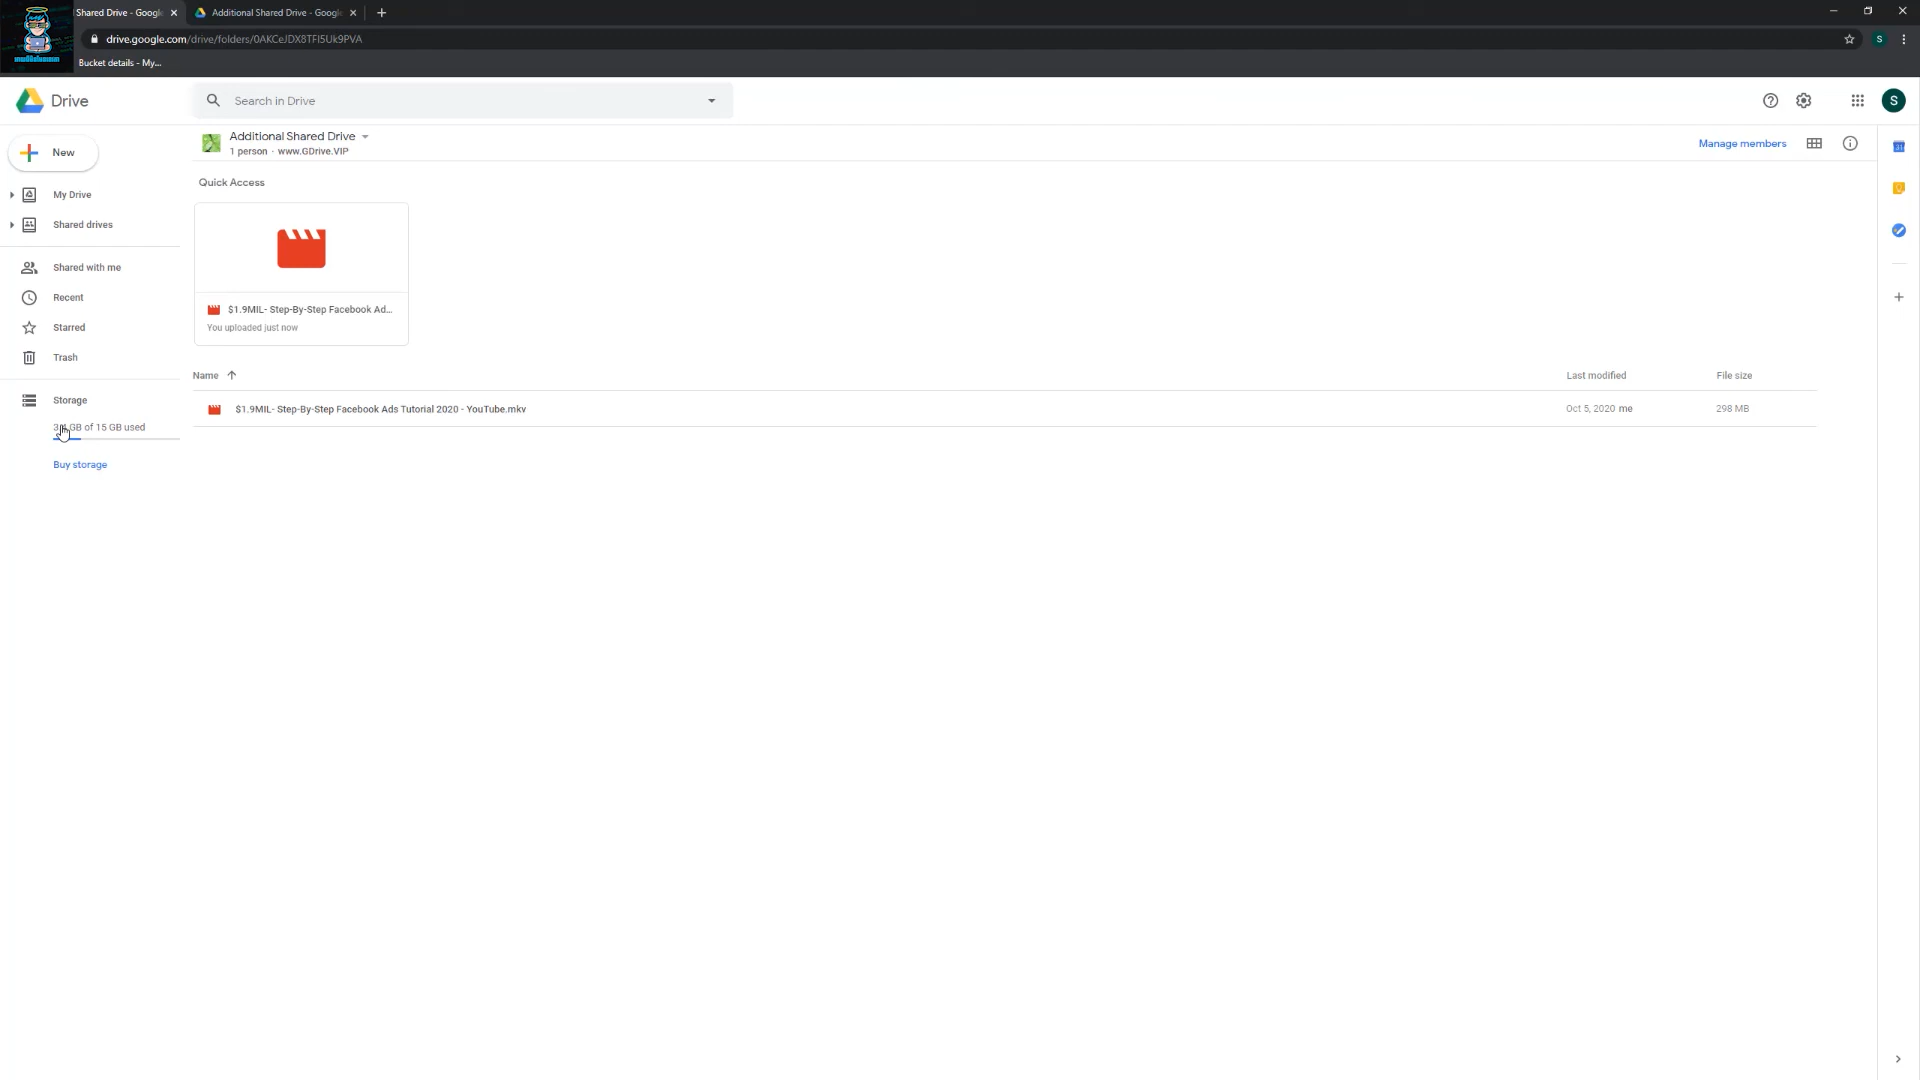 Shared Drive - Googl
Additional Shared Drive - Google
drive.google.com/drive/folders/0AKCeJDX8TFI5Uk9PVA
S
Bucket details - My...
Drive
Search in Drive
S
New
Additional Shared Drive
1 person · www.GDrive.VIP
Manage members
31
My Drive
Shared drives
Shared with me
Recent
Starred
Trash
Storage
GB of 15 GB used
Buy storage
Quick Access
$1.9MIL- Step-By-Step Facebook Ad...
You uploaded just now
Name
Last modified
File size
$1.9MIL- Step-By-Step Facebook Ads Tutorial 2020 - YouTube.mkv
Oct 5, 2020 me
298 MB